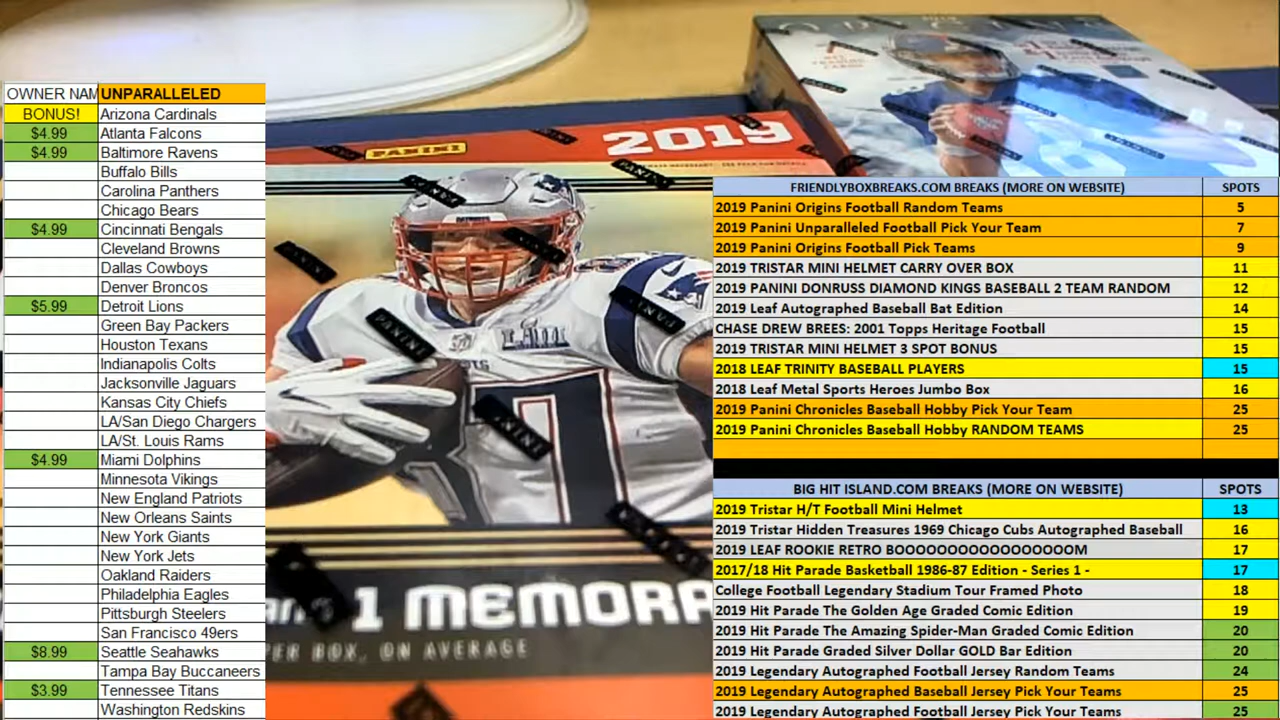 OWNER NAM UNPARALLELED
BONUS! Arizona Cardinals
$4.99 Atlanta Falcons
$4.99 Baltimore Ravens
Buffalo Bills
Carolina Panthers
Chicago Bears
$4.99 Cincinnati Bengals
Cleveland Browns
Dallas Cowboys
Denver Broncos
$5.99 Detroit Lions
Green Bay Packers
Houston Texans
Indianapolis Colts
Jacksonville Jaguars
Kansas City Chiefs
LA/San Diego Chargers
LA/St. Louis Rams
$4.99 Miami Dolphins
Minnesota Vikings
New England Patriots
New Orleans Saints
New York Giants
New York Jets
Oakland Raiders
Philadelphia Eagles
Pittsburgh Steelers
San Francisco 49ers
$8.99 Seattle Seahawks
Tampa Bay Buccaneers
$3.99 Tennessee Titans
Washington Redskins
PANINI 2019
PANINI
PANINI
PANINI
LIII
1 MEMORA
PER BOX, ON AVERAGE
FRIENDLYBOXBREAKS.COM BREAKS (MORE ON WEBSITE) SPOTS
2019 Panini Origins Football Random Teams 5
2019 Panini Unparalleled Football Pick Your Team 7
2019 Panini Origins Football Pick Teams 9
2019 TRISTAR MINI HELMET CARRY OVER BOX 11
2019 PANINI DONRUSS DIAMOND KINGS BASEBALL 2 TEAM RANDOM 12
2019 Leaf Autographed Baseball Bat Edition 14
CHASE DREW BREES: 2001 Topps Heritage Football 15
2019 TRISTAR MINI HELMET 3 SPOT BONUS 15
2018 LEAF TRINITY BASEBALL PLAYERS 15
2018 Leaf Metal Sports Heroes Jumbo Box 16
2019 Panini Chronicles Baseball Hobby Pick Your Team 25
2019 Panini Chronicles Baseball Hobby RANDOM TEAMS 25
BIG HIT ISLAND.COM BREAKS (MORE ON WEBSITE) SPOTS
2019 Tristar H/T Football Mini Helmet 13
2019 Tristar Hidden Treasures 1969 Chicago Cubs Autographed Baseball 16
2019 LEAF ROOKIE RETRO BOOOOOOOOOOOOOOOOOM 17
2017/18 Hit Parade Basketball 1986-87 Edition - Series 1 - 17
College Football Legendary Stadium Tour Framed Photo 18
2019 Hit Parade The Golden Age Graded Comic Edition 19
2019 Hit Parade The Amazing Spider-Man Graded Comic Edition 20
2019 Hit Parade Graded Silver Dollar GOLD Bar Edition 20
2019 Legendary Autographed Football Jersey Random Teams 24
2019 Legendary Autographed Baseball Jersey Pick Your Teams 25
2019 Legendary Autographed Football Jersey Pick Your Teams 25